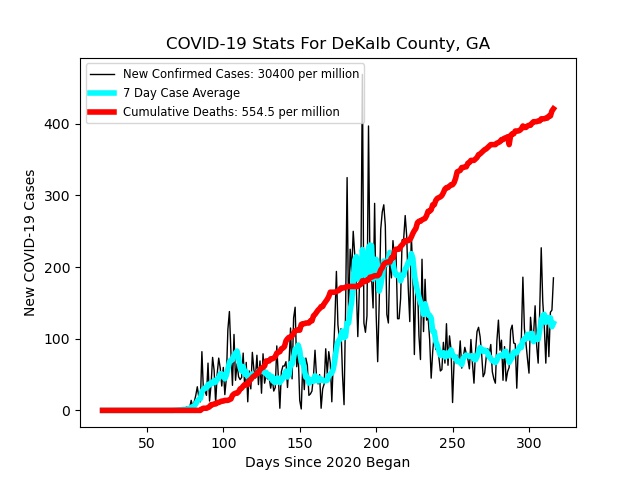 COVID-19 Stats For DeKalb County, GA
New Confirmed Cases: 30400 per million
7 Day Case Average
Cumulative Deaths: 554.5 per million
New COVID-19 Cases
400
300
200
100
0
50
100
150
200
250
300
Days Since 2020 Began